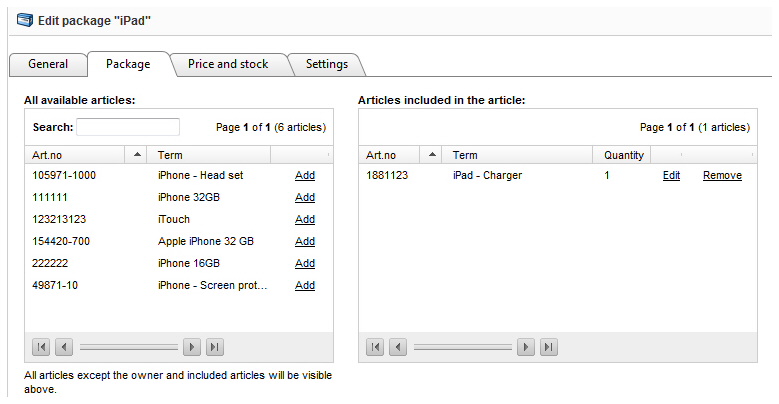 Edit package "iPad"
General Package Price and stock Settings
All available articles:
Search: Page 1 of 1 (6 articles)
Art.no Term
105971-1000 iPhone - Head set Add
111111 iPhone 32GB Add
123213123 iTouch Add
154420-700 Apple iPhone 32 GB Add
222222 iPhone 16GB Add
49871-10 iPhone - Screen prot... Add
All articles except the owner and included articles will be visible
above.
Articles included in the article:
Page 1 of 1 (1 articles)
Art.no Term Quantity
1881123 iPad - Charger 1 Edit Remove